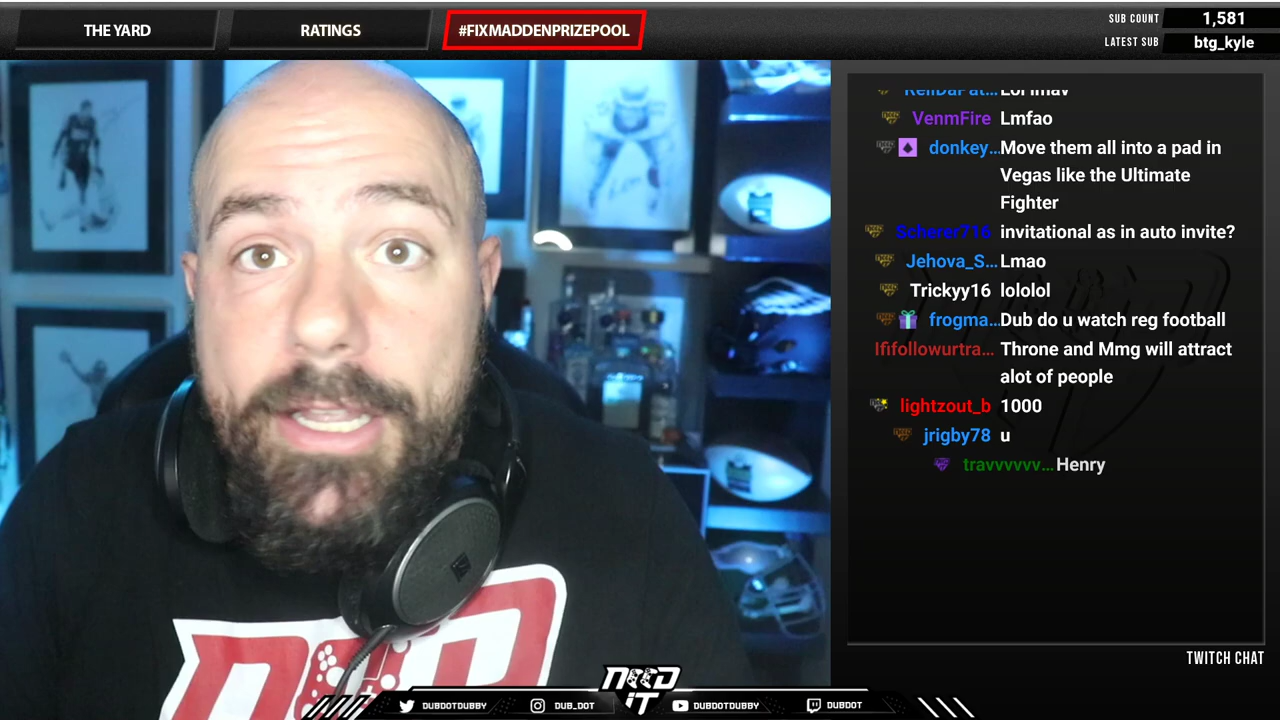 THE YARD
RATINGS
#FIXMADDENPRIZEPOOL
SUB COUNT 1,581
LATEST SUB btg_kyle
VenmFire Lmfao
donkey... Move them all into a pad in
Vegas like the Ultimate
Fighter
Scherer716 invitational as in auto invite?
Jehova_S... Lmao
Trickyy16 lololol
frogma... Dub do u watch reg football
Ififollowurtra... Throne and Mmg will attract
alot of people
lightzout_b 1000
jrigby78 u
travvvvvv... Henry
TWITCH CHAT
NEED
IT
DUBDOTDUBBY
DUB_DOT
DUBDOTDUBBY
DUBDOT